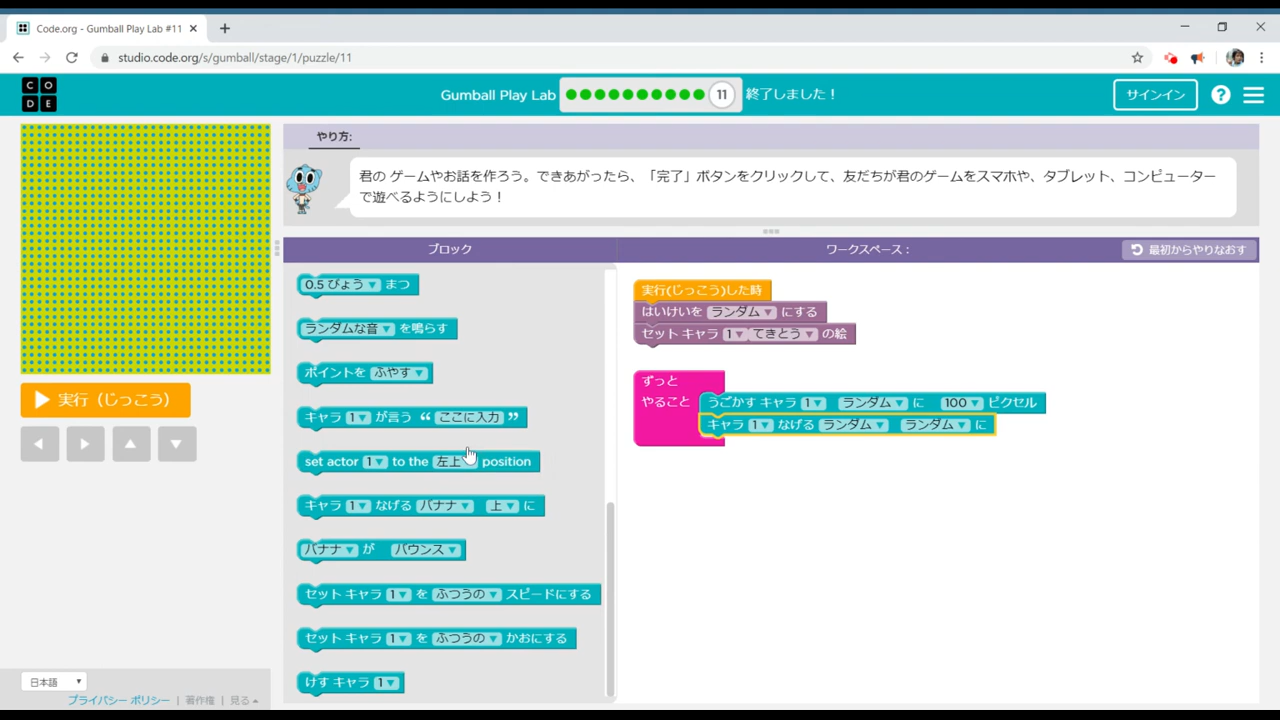 Code.org - Gumball Play Lab #11
studio.code.org/s/gumball/stage/1/puzzle/11
C O
D E
Gumball Play Lab 11 終了しました！ サインイン ?
やり方:
君の ゲームやお話を作ろう。できあがったら、「完了」ボタンをクリックして、友だちが君のゲームをスマホや、タブレット、コンピューター
で遊べるようにしよう！
ブロック
ワークスペース： 最初からやりなおす
0.5 びょう まつ
ランダムな音 を鳴らす
ポイントを ふやす
キャラ 1 が言う “ ここに入力 ”
set actor 1 to the 左上 position
キャラ 1 なげる バナナ 上 に
バナナ が バウンス
セット キャラ 1 を ふつうの スピードにする
セット キャラ 1 を ふつうの かおにする
けす キャラ 1
実行(じっこう)した時
はいけいを ランダム にする
セット キャラ 1 てきとう の絵
ずっと
やること
うごかす キャラ 1 ランダム に 100 ピクセル
キャラ 1 なげる ランダム ランダム に
実行（じっこう）
日本語
プライバシー ポリシー | 著作権 | 見る